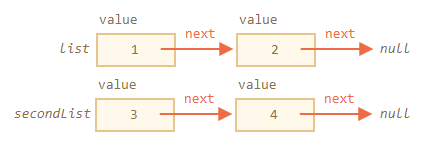 value value
list 1 next 2 next null
value value
secondList 3 next 4 next null